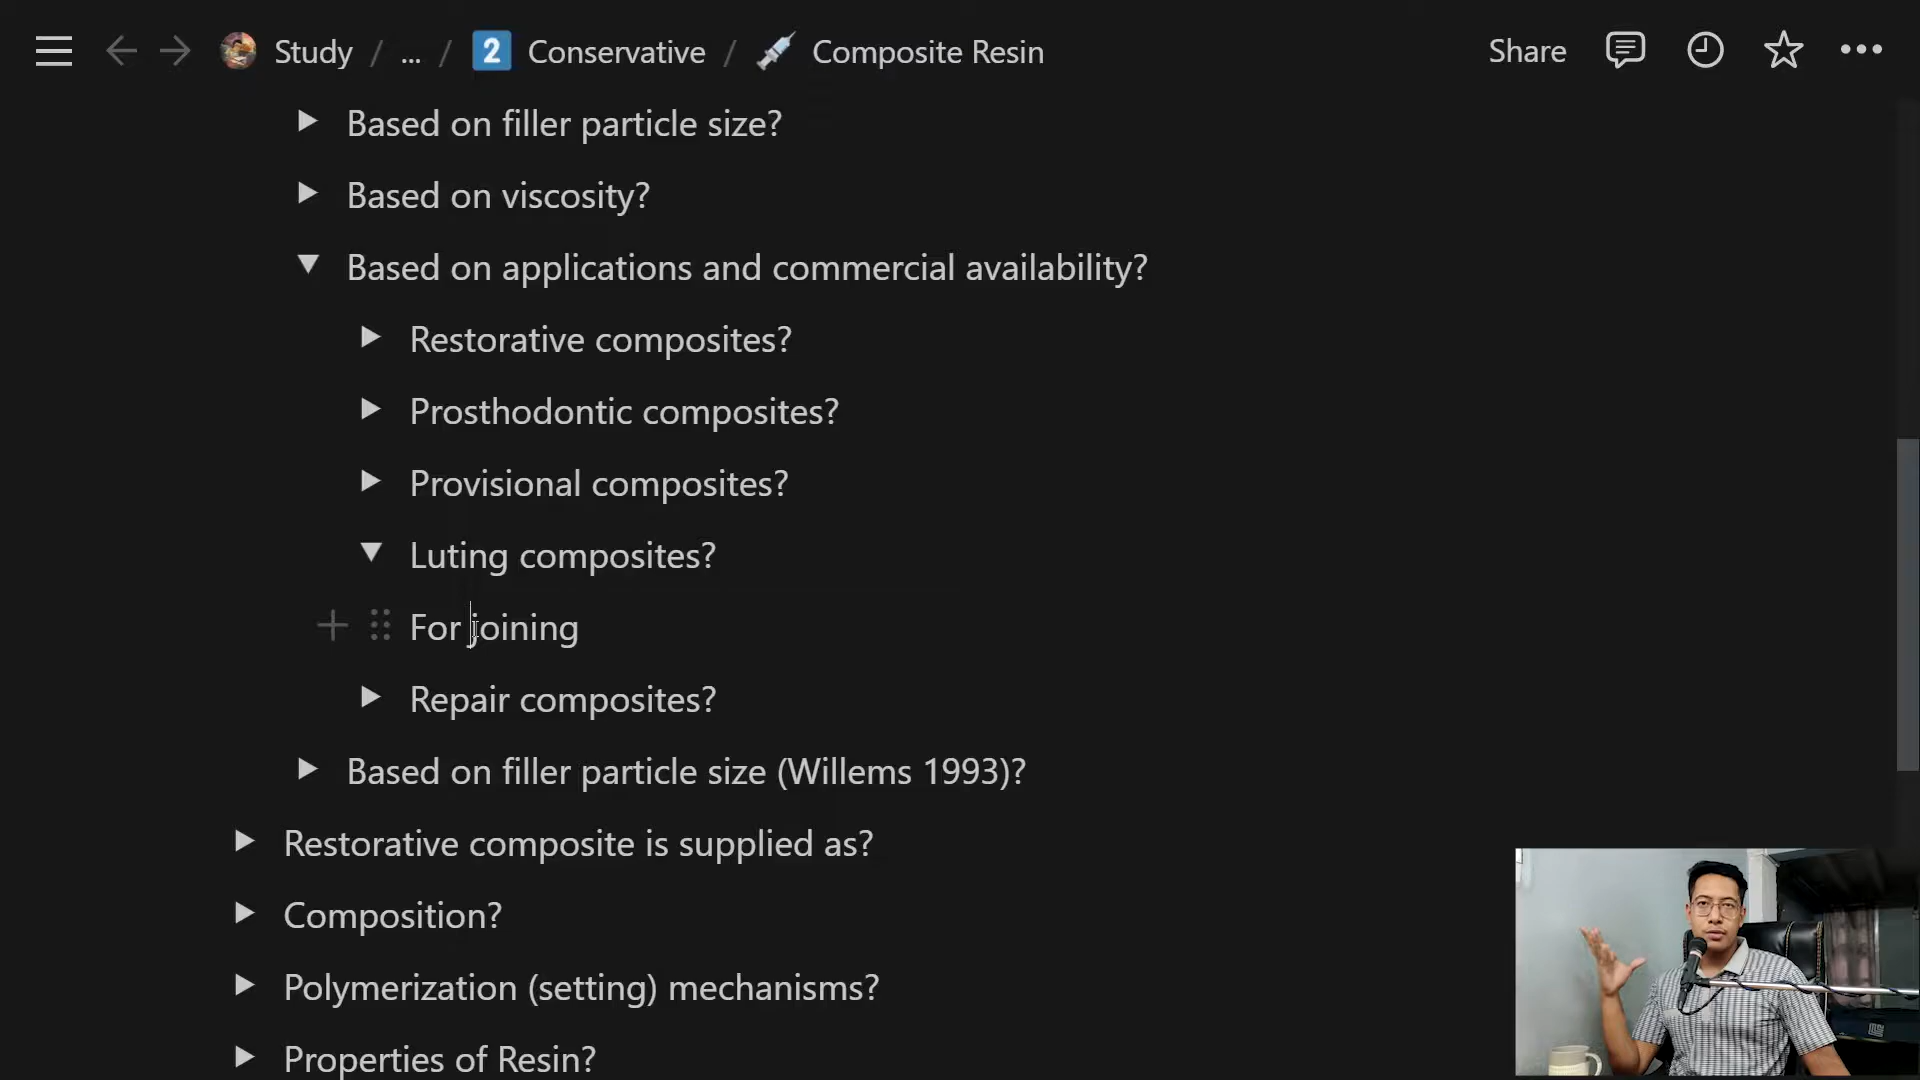 Study / ... / 2 Conservative / Composite Resin
Share
Based on filler particle size?
Based on viscosity?
Based on applications and commercial availability?
Restorative composites?
Prosthodontic composites?
Provisional composites?
Luting composites?
For joining
Repair composites?
Based on filler particle size (Willems 1993)?
Restorative composite is supplied as?
Composition?
Polymerization (setting) mechanisms?
Properties of Resin?